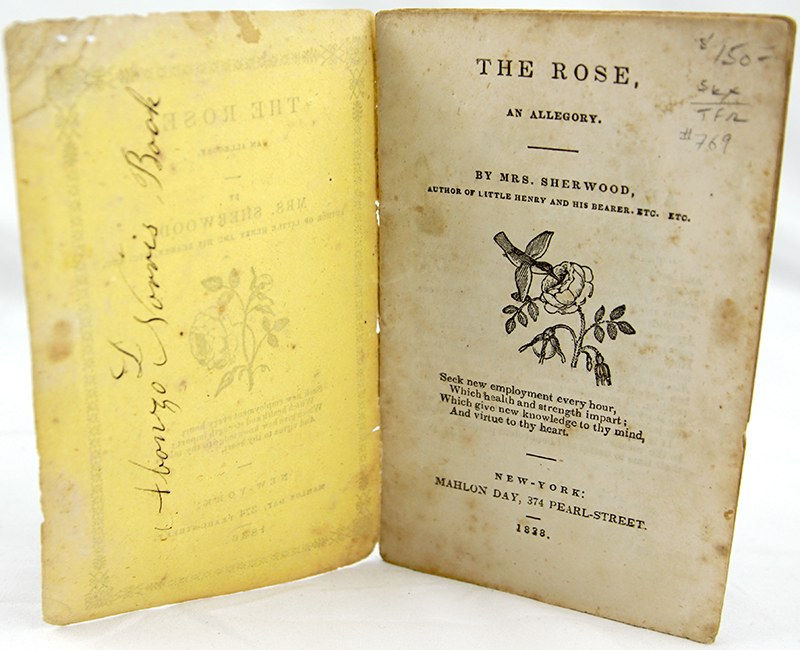 Alonzo L Norris Book
THE ROSE,
AN ALLEGORY.
BY MRS. SHERWOOD,
AUTHOR OF LITTLE HENRY AND HIS BEARER, ETC. ETC.
Seek new employment every hour,
Which health and strength impart;
Which give new knowledge to thy mind,
And virtue to thy heart.
NEW-YORK:
MAHLON DAY, 374 PEARL-STREET.
1838.
$150-
TFR
#769